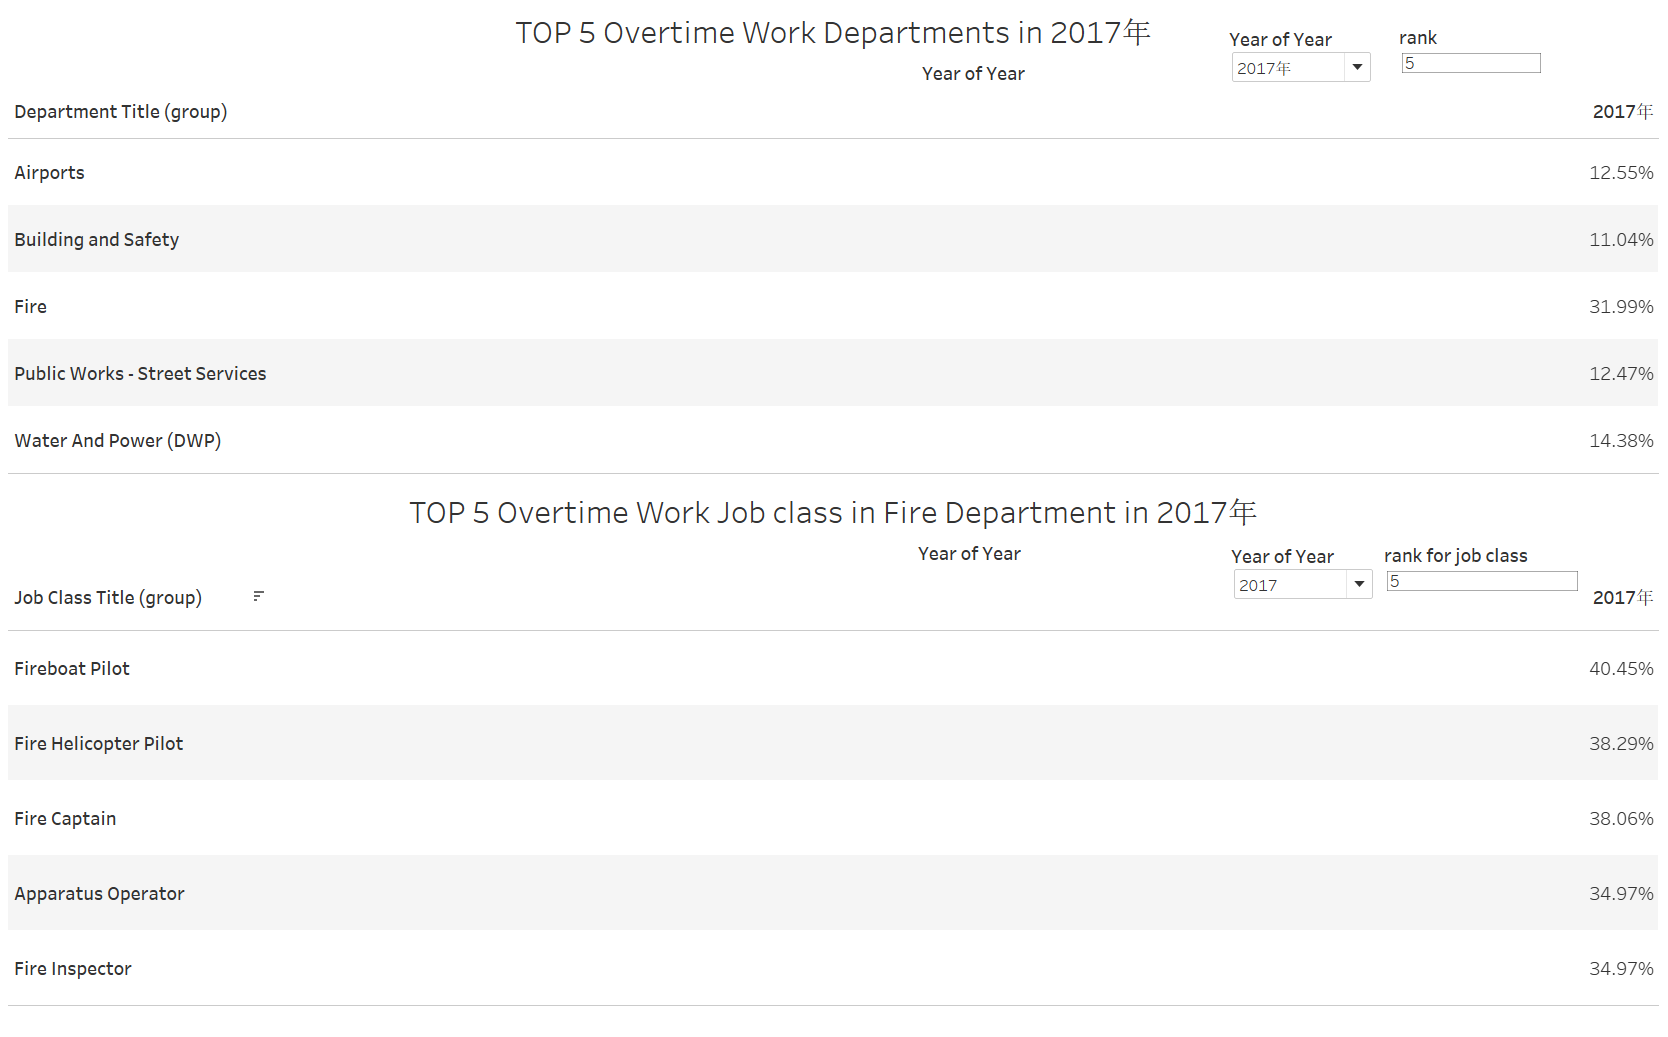 TOP 5 Overtime Work Departments in 2017年
Year of Year
rank
2017年
5
Year of Year
Department Title (group)
2017年
Airports
12.55%
Building and Safety
11.04%
Fire
31.99%
Public Works - Street Services
12.47%
Water And Power (DWP)
14.38%
TOP 5 Overtime Work Job class in Fire Department in 2017年
Year of Year
Year of Year
rank for job class
2017
5
Job Class Title (group)
2017年
Fireboat Pilot
40.45%
Fire Helicopter Pilot
38.29%
Fire Captain
38.06%
Apparatus Operator
34.97%
Fire Inspector
34.97%